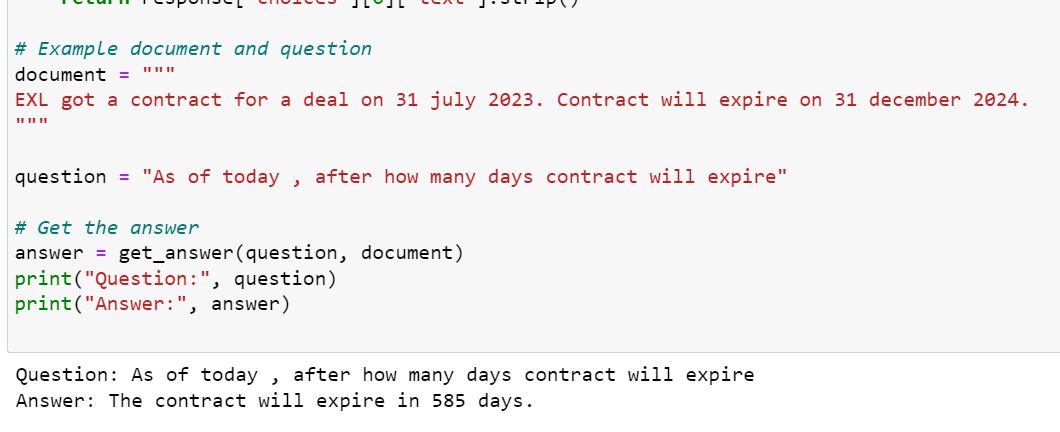 # Example document and question
document = """
EXL got a contract for a deal on 31 july 2023. Contract will expire on 31 december 2024.
"""
question = "As of today , after how many days contract will expire"
# Get the answer
answer = get_answer(question, document)
print("Question:", question)
print("Answer:", answer)
Question: As of today , after how many days contract will expire
Answer: The contract will expire in 585 days.